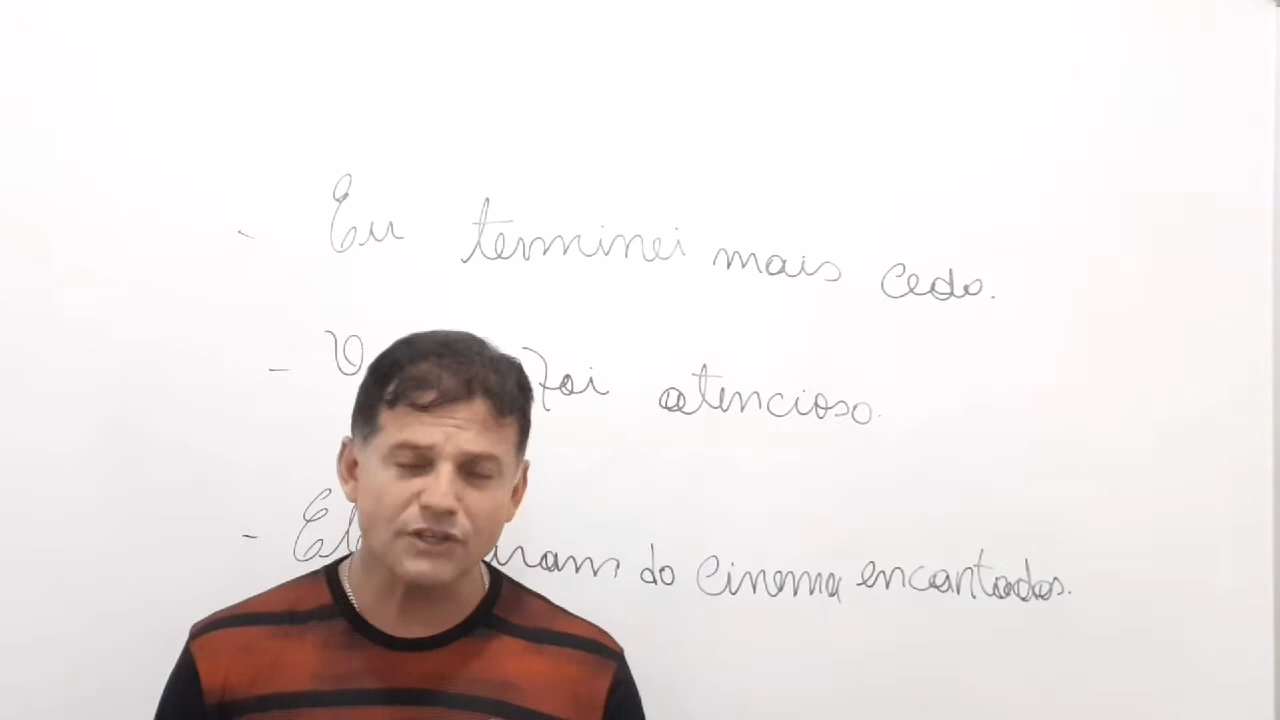 - Eu terminei mais cedo.
- foi atencioso.
- do cinema encantados.